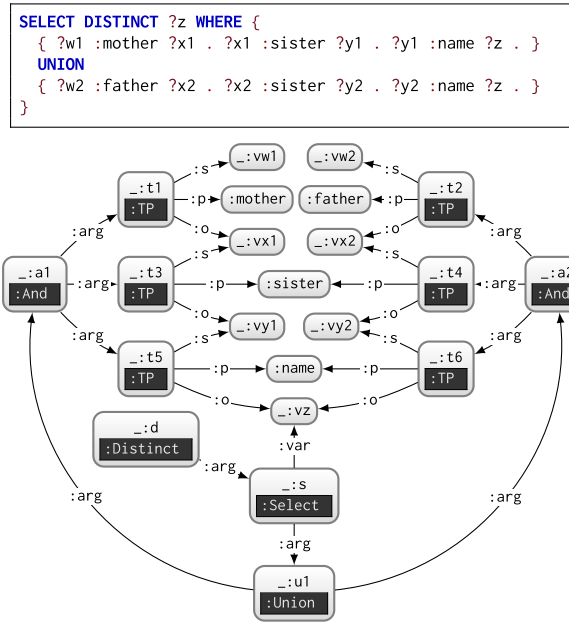 SELECT DISTINCT ?z WHERE {
{ ?w1 :mother ?x1 . ?x1 :sister ?y1 . ?y1 :name ?z . }
UNION
{ ?w2 :father ?x2 . ?x2 :sister ?y2 . ?y2 :name ?z . }
}
_:vw1 _:vw2
:s :s
_:t1 _:t2
:p :mother :father :p
:TP :TP
:o :o
:arg _:vx1 _:vx2 :arg
:s :s
_:a1 _:t3 _:t4 _:a2
:arg :p :sister :p :arg
:And :TP :TP :And
:o :o
_:vy1 _:vy2
:arg :s :s :arg
_:t5 _:t6
:p :name :p
:TP :TP
:o :o
_:vz
_:d
:Distinct :var
:arg
_:s
:arg :Select :arg
:arg
_:u1
:Union